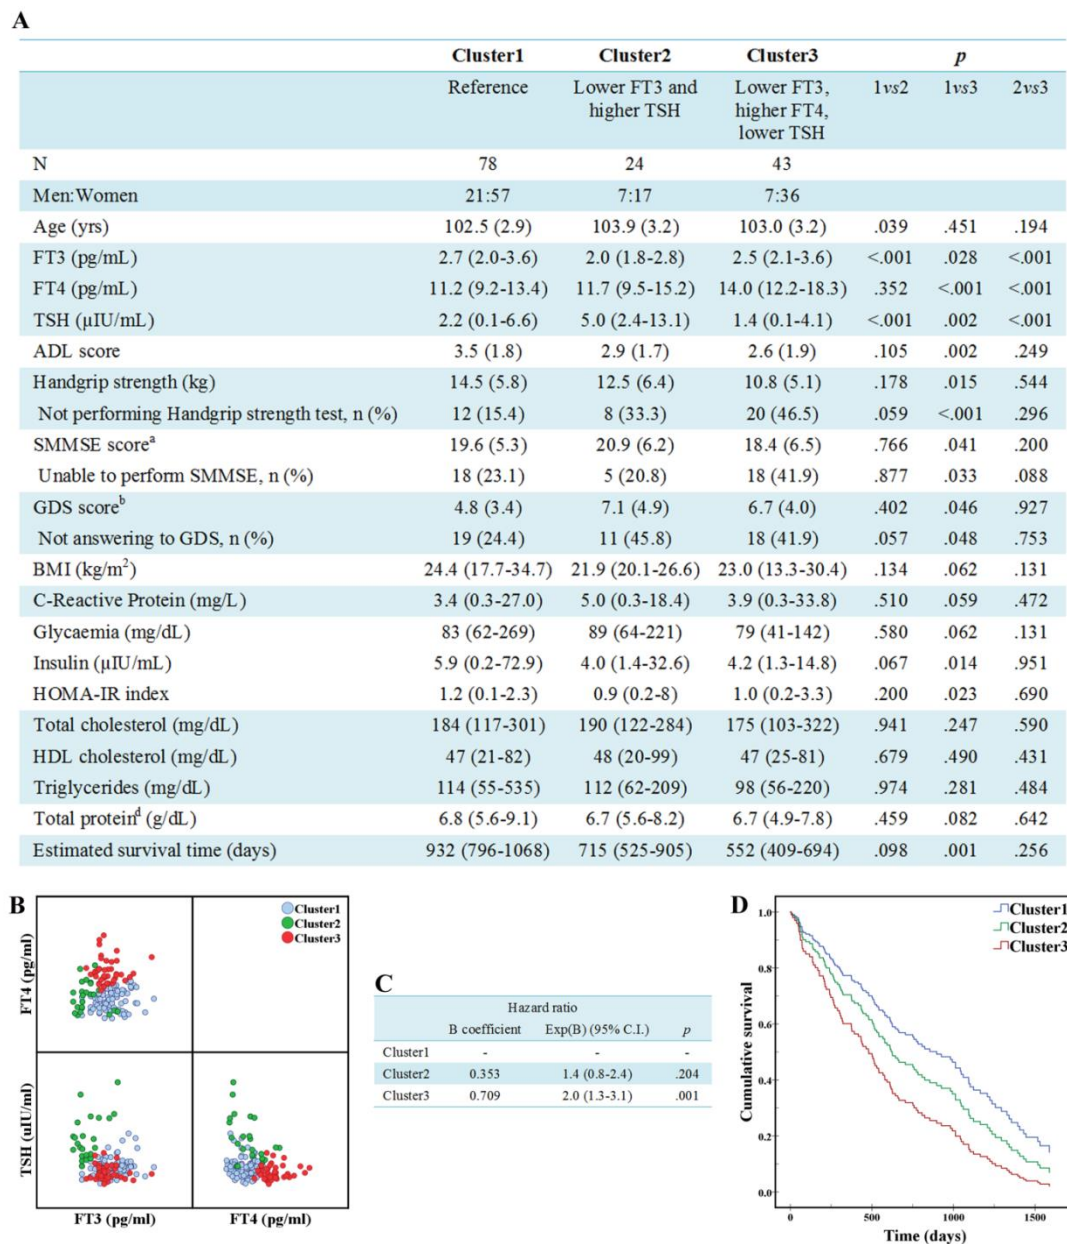 A
Cluster1 Cluster2 Cluster3 p
Reference Lower FT3 and higher TSH Lower FT3, higher FT4, lower TSH 1vs2 1vs3 2vs3
N 78 24 43
Men:Women 21:57 7:17 7:36
Age (yrs) 102.5 (2.9) 103.9 (3.2) 103.0 (3.2) .039 .451 .194
FT3 (pg/mL) 2.7 (2.0-3.6) 2.0 (1.8-2.8) 2.5 (2.1-3.6) <.001 .028 <.001
FT4 (pg/mL) 11.2 (9.2-13.4) 11.7 (9.5-15.2) 14.0 (12.2-18.3) .352 <.001 <.001
TSH (µIU/mL) 2.2 (0.1-6.6) 5.0 (2.4-13.1) 1.4 (0.1-4.1) <.001 .002 <.001
ADL score 3.5 (1.8) 2.9 (1.7) 2.6 (1.9) .105 .002 .249
Handgrip strength (kg) 14.5 (5.8) 12.5 (6.4) 10.8 (5.1) .178 .015 .544
Not performing Handgrip strength test, n (%) 12 (15.4) 8 (33.3) 20 (46.5) .059 <.001 .296
SMMSE scoreᵃ 19.6 (5.3) 20.9 (6.2) 18.4 (6.5) .766 .041 .200
Unable to perform SMMSE, n (%) 18 (23.1) 5 (20.8) 18 (41.9) .877 .033 .088
GDS scoreᵇ 4.8 (3.4) 7.1 (4.9) 6.7 (4.0) .402 .046 .927
Not answering to GDS, n (%) 19 (24.4) 11 (45.8) 18 (41.9) .057 .048 .753
BMI (kg/m²) 24.4 (17.7-34.7) 21.9 (20.1-26.6) 23.0 (13.3-30.4) .134 .062 .131
C-Reactive Protein (mg/L) 3.4 (0.3-27.0) 5.0 (0.3-18.4) 3.9 (0.3-33.8) .510 .059 .472
Glycaemia (mg/dL) 83 (62-269) 89 (64-221) 79 (41-142) .580 .062 .131
Insulin (µIU/mL) 5.9 (0.2-72.9) 4.0 (1.4-32.6) 4.2 (1.3-14.8) .067 .014 .951
HOMA-IR index 1.2 (0.1-2.3) 0.9 (0.2-8) 1.0 (0.2-3.3) .200 .023 .690
Total cholesterol (mg/dL) 184 (117-301) 190 (122-284) 175 (103-322) .941 .247 .590
HDL cholesterol (mg/dL) 47 (21-82) 48 (20-99) 47 (25-81) .679 .490 .431
Triglycerides (mg/dL) 114 (55-535) 112 (62-209) 98 (56-220) .974 .281 .484
Total proteinᵈ (g/dL) 6.8 (5.6-9.1) 6.7 (5.6-8.2) 6.7 (4.9-7.8) .459 .082 .642
Estimated survival time (days) 932 (796-1068) 715 (525-905) 552 (409-694) .098 .001 .256
B
Cluster1
Cluster2
Cluster3
FT4 (pg/ml)
TSH (uIU/ml)
FT3 (pg/ml) FT4 (pg/ml)
C
Hazard ratio
B coefficient Exp(B) (95% C.I.) p
Cluster1 - - -
Cluster2 0.353 1.4 (0.8-2.4) .204
Cluster3 0.709 2.0 (1.3-3.1) .001
D
Cluster1
Cluster2
Cluster3
Cumulative survival
1.0
0.8
0.6
0.4
0.2
0.0
0 500 1000 1500
Time (days)